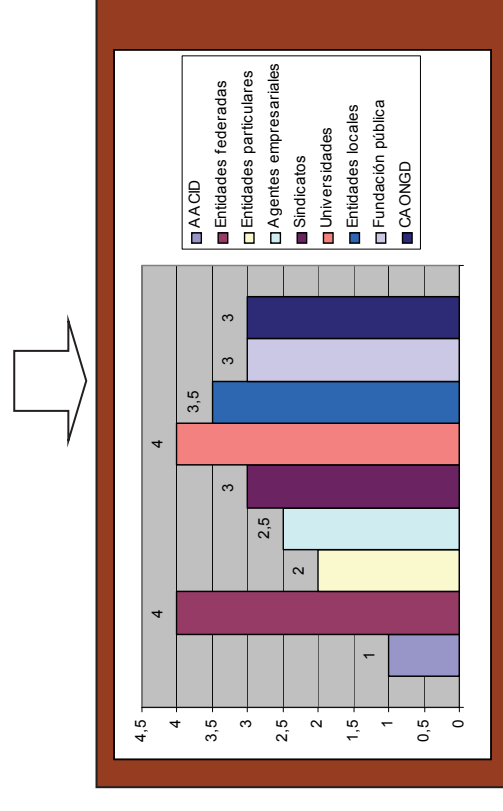 4,5
4
3,5
3
2,5
2
1,5
1
0,5
0
1
4
2
2,5
3
4
3,5
3
3
AACID
Entidades federadas
Entidades particulares
Agentes empresariales
Sindicatos
Universidades
Entidades locales
Fundación pública
CAONGD